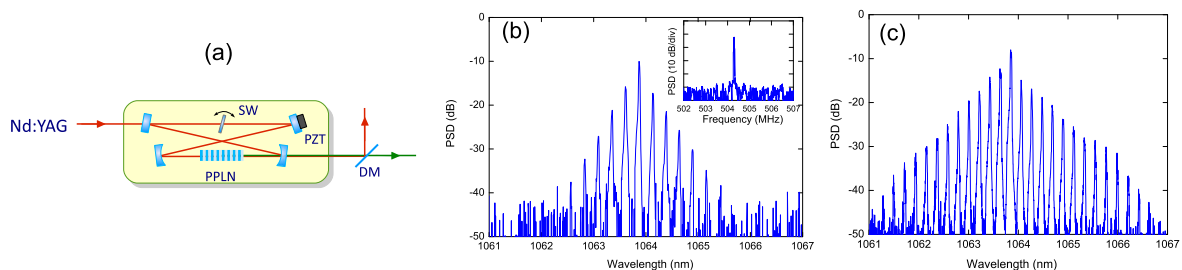 (a)
Nd:YAG
SW
PZT
PPLN
DM
(b)
PSD (dB)
0
-10
-20
-30
-40
-50
1061 1062 1063 1064 1065 1066 1067
Wavelength (nm)
PSD (10 dB/div)
502 503 504 505 506 507
Frequency (MHz)
(c)
PSD (dB)
0
-10
-20
-30
-40
-50
1061 1062 1063 1064 1065 1066 1067
Wavelength (nm)